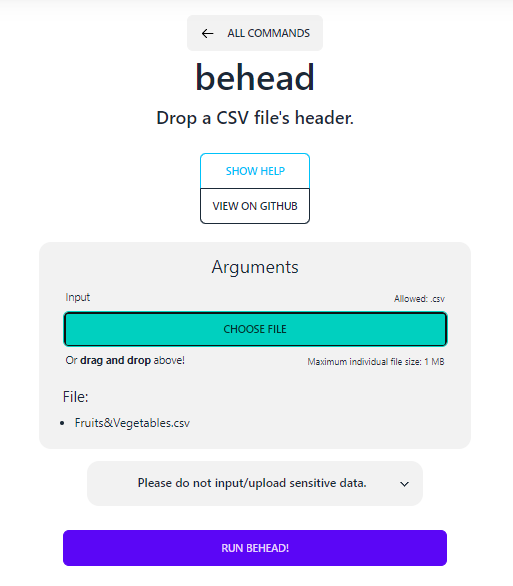 ALL COMMANDS
behead
Drop a CSV file's header.
SHOW HELP
VIEW ON GITHUB
Arguments
Input
Allowed: .csv
CHOOSE FILE
Or drag and drop above!
Maximum individual file size: 1 MB
File:
Fruits&Vegetables.csv
Please do not input/upload sensitive data.
RUN BEHEAD!